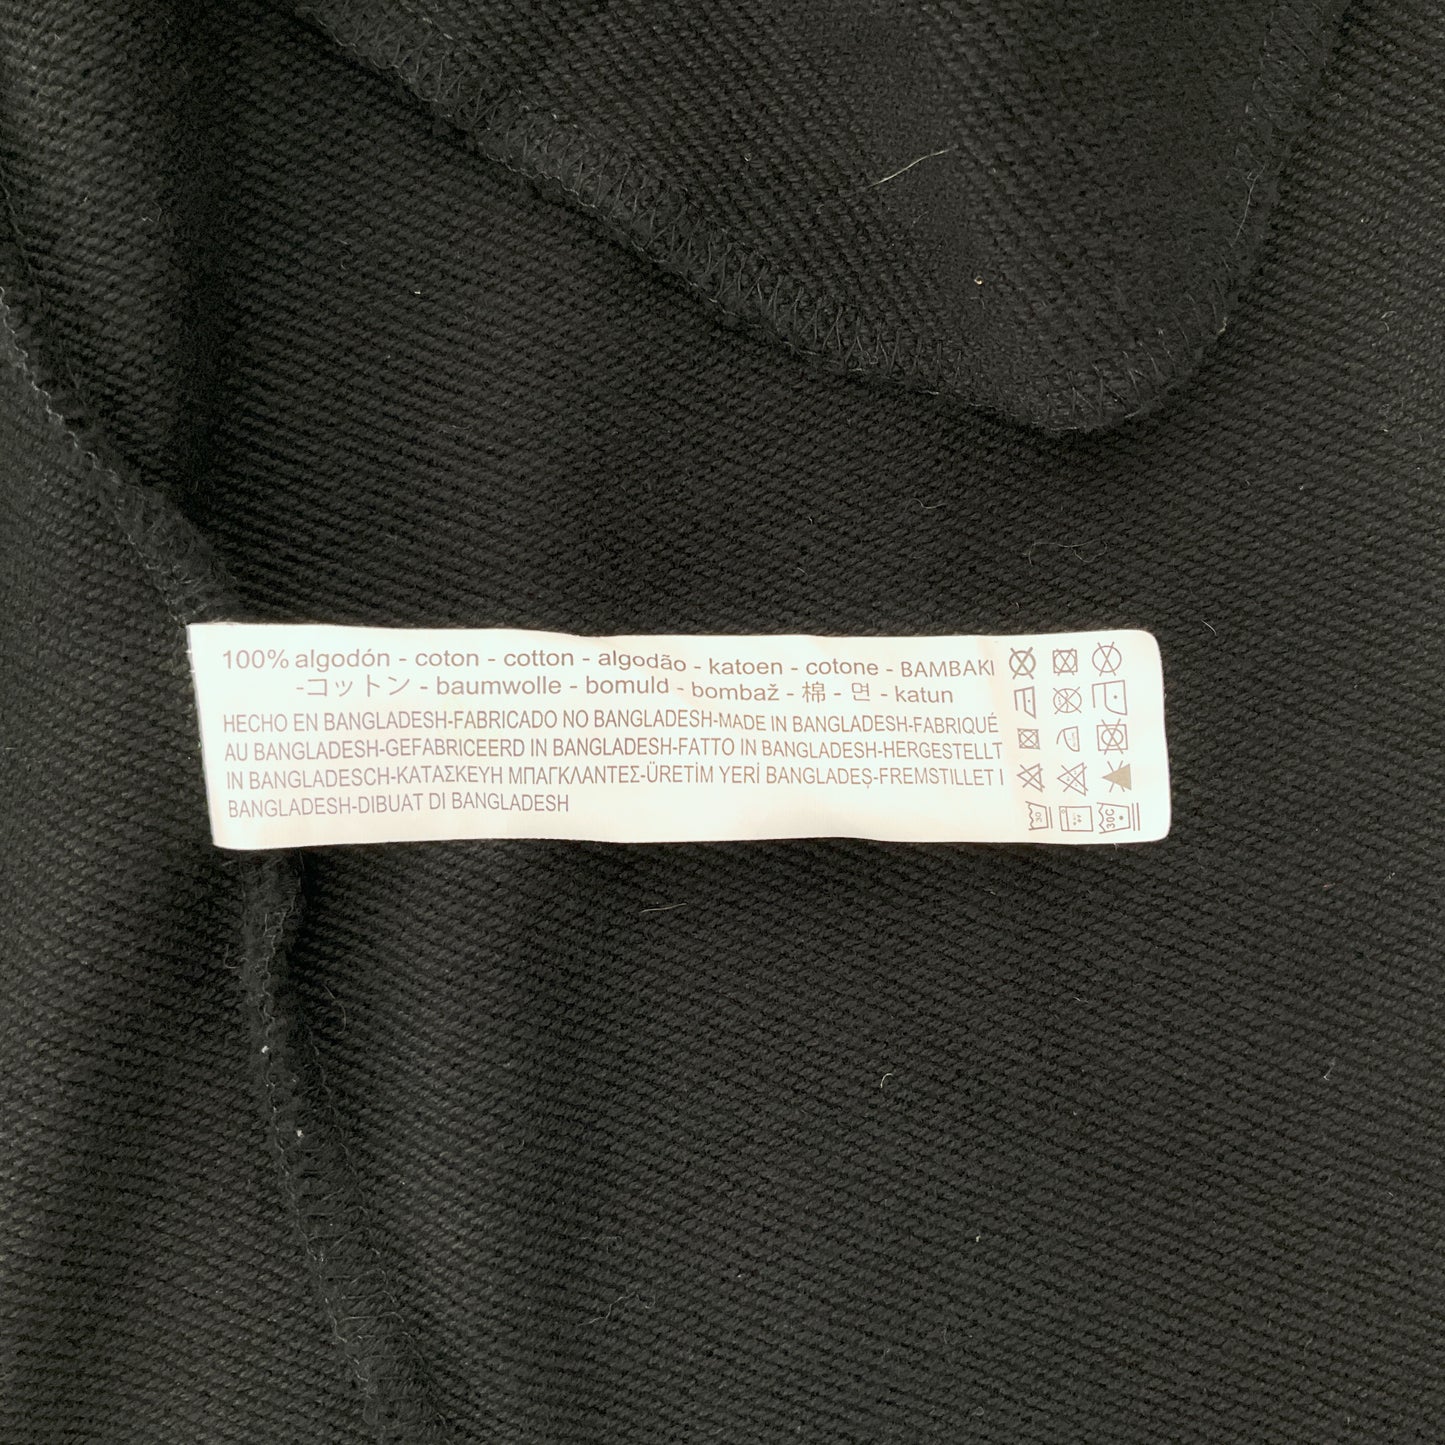 100% algodón - coton - cotton - algodão - katoen - cotone - BAMBAKI
-コットン - baumwolle - bomuld - bombaž - 棉 - 면 - katun
HECHO EN BANGLADESH-FABRICADO NO BANGLADESH-MADE IN BANGLADESH-FABRIQUÉ
AU BANGLADESH-GEFABRICEERD IN BANGLADESH-FATTO IN BANGLADESH-HERGESTELLT
IN BANGLADESCH-ΚΑΤΑΣΚΕΥΗ ΜΠΑΓΚΛΑΝΤΕΣ-ÜRETİM YERİ BANGLADEŞ-FREMSTILLET I
BANGLADESH-DIBUAT DI BANGLADESH
30
30C